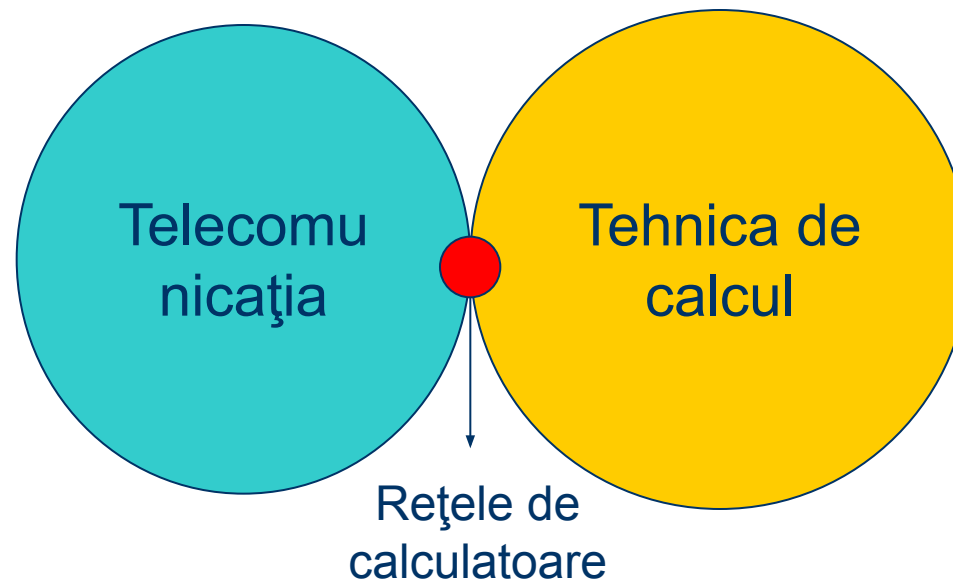 Telecomu
nicaţia
Tehnica de
calcul
Reţele de
calculatoare